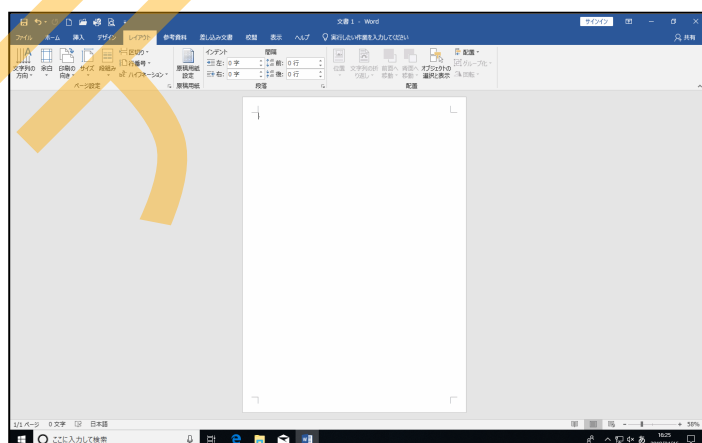 文書 1 - Word
サインイン
ファイル ホーム 挿入 デザイン レイアウト 参考資料 差し込み文書 校閲 表示 ヘルプ 実行したい作業を入力してください 共有
文字列の方向 余白 印刷の向き サイズ 段組み 区切り 行番号 ハイフネーション
原稿用紙設定
インデント 間隔
左: 0 字 前: 0 行
右: 0 字 後: 0 行
位置 文字列の折り返し 前面へ移動 背面へ移動 オブジェクトの選択と表示 配置 グループ化 回転
ページ設定 原稿用紙 段落 配置
1/1 ページ 0 文字 日本語 58%
ここに入力して検索 あ 16:25